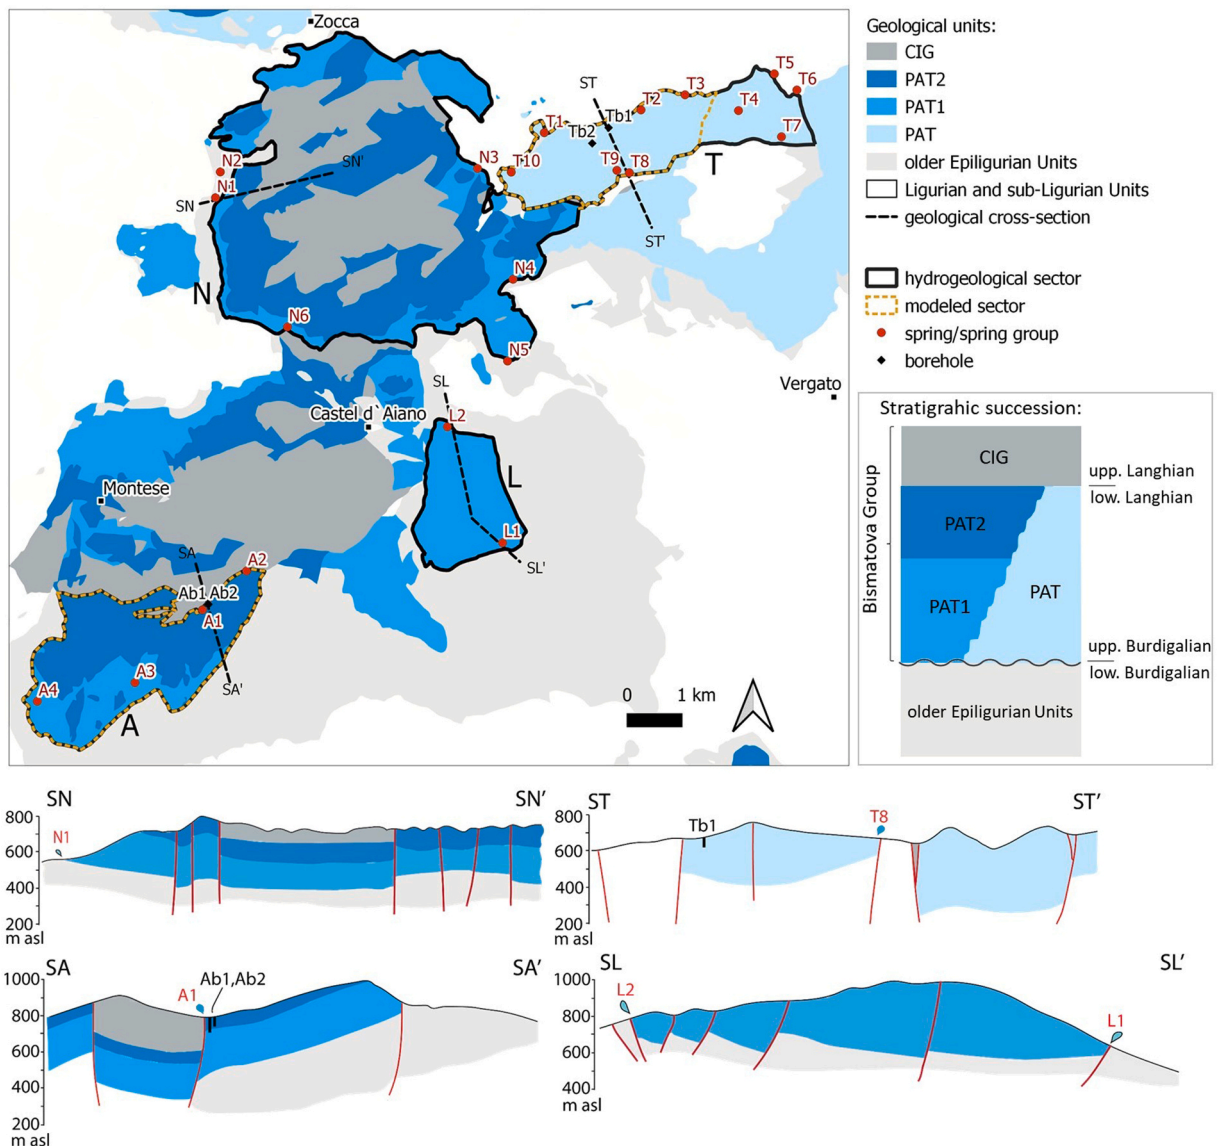 Zocca
ST
T5
T6
T3
T4
T2
Tb1
T1
Tb2
T7
N3
T10
T9
T8
T
N2
SN'
N1
SN
ST'
N4
N
N6
N5
SL
Vergato
Castel d`Aiano
L2
L
Montese
L1
SA
A2
SL'
Ab1
Ab2
A1
A3
SA'
A4
A
0 1 km
Geological units:
CIG
PAT2
PAT1
PAT
older Epiligurian Units
Ligurian and sub-Ligurian Units
geological cross-section
hydrogeological sector
modeled sector
spring/spring group
borehole
Stratigrahic succession:
Bismatova Group
CIG
upp. Langhian
low. Langhian
PAT2
PAT1
PAT
upp. Burdigalian
low. Burdigalian
older Epiligurian Units
SN SN’
800
600
400
200
m asl
N1
ST ST’
800
600
400
200
m asl
Tb1
T8
SA SA’
1000
800
600
400
200
m asl
A1
Ab1,Ab2
SL SL’
1000
800
600
400
m asl
L2
L1